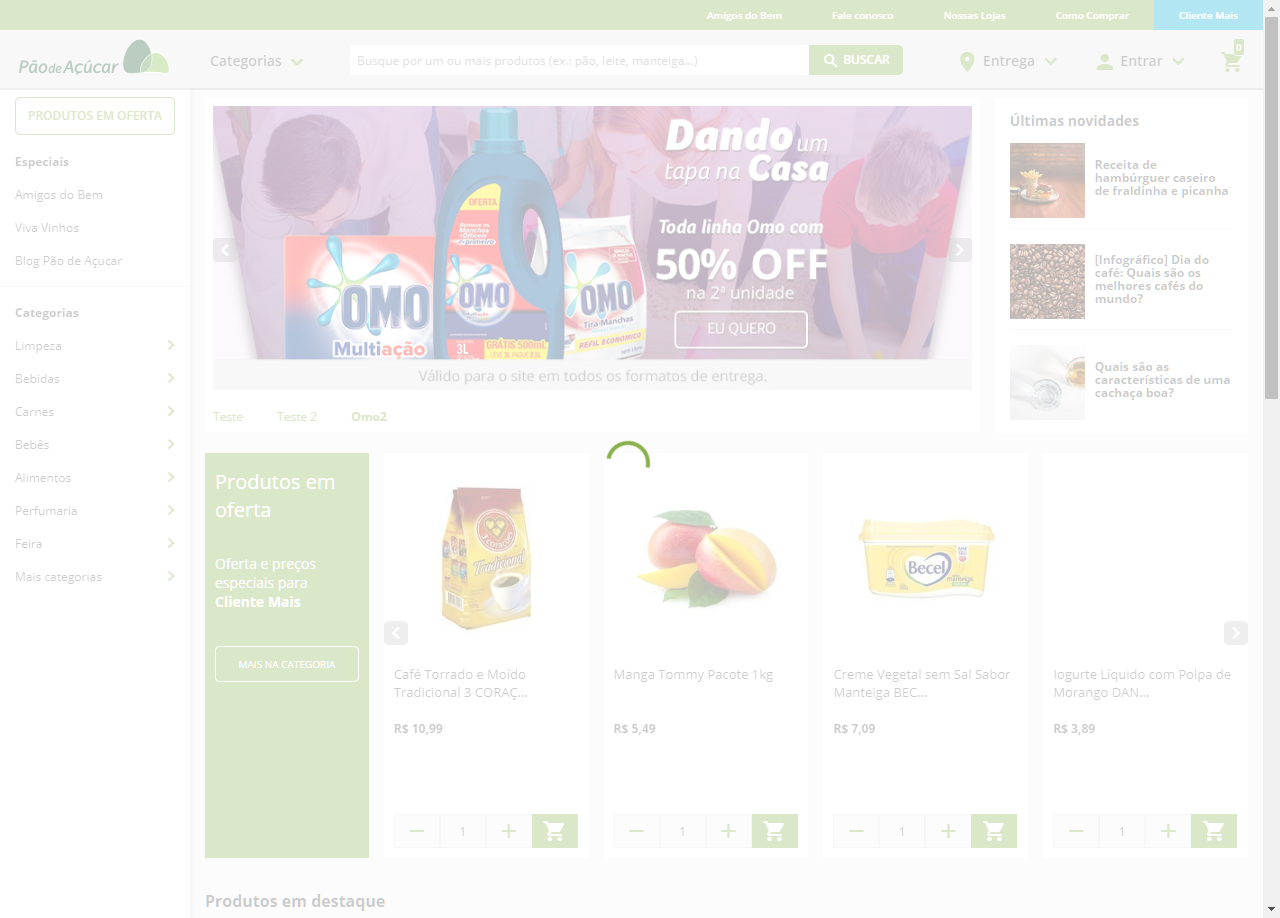 Amigos do Bem
Fale conosco
Nossas Lojas
Como Comprar
Cliente Mais
Pão de Açúcar
Categorias
Busque por um ou mais produtos (ex.: pão, leite, manteiga...)
BUSCAR
Entrega
Entrar
0
PRODUTOS EM OFERTA
Especiais
Amigos do Bem
Viva Vinhos
Blog Pão de Açucar
Categorias
Limpeza
Bebidas
Carnes
Bebês
Alimentos
Perfumaria
Feira
Mais categorias
Dando um
tapa na Casa
Toda linha Omo com
50% OFF
na 2ª unidade
EU QUERO
OFERTA
OMO
Multiação
OMO
3L
GRÁTIS 500mL
OMO
Tira-Manchas
REFIL ECONÔMICO
Válido para o site em todos os formatos de entrega.
Teste
Teste 2
Omo2
Últimas novidades
Receita de
hambúrguer caseiro
de fraldinha e picanha
[Infográfico] Dia do
café: Quais são os
melhores cafés do
mundo?
Quais são as
características de uma
cachaça boa?
Produtos em
oferta
Oferta e preços
especiais para
Cliente Mais
MAIS NA CATEGORIA
Tradicional
Café Torrado e Moído
Tradicional 3 CORAÇ...
R$ 10,99
1
Manga Tommy Pacote 1kg
R$ 5,49
1
Becel
Creme Vegetal sem Sal Sabor
Manteiga BEC...
R$ 7,09
1
Iogurte Líquido com Polpa de
Morango DAN...
R$ 3,89
1
Produtos em destaque